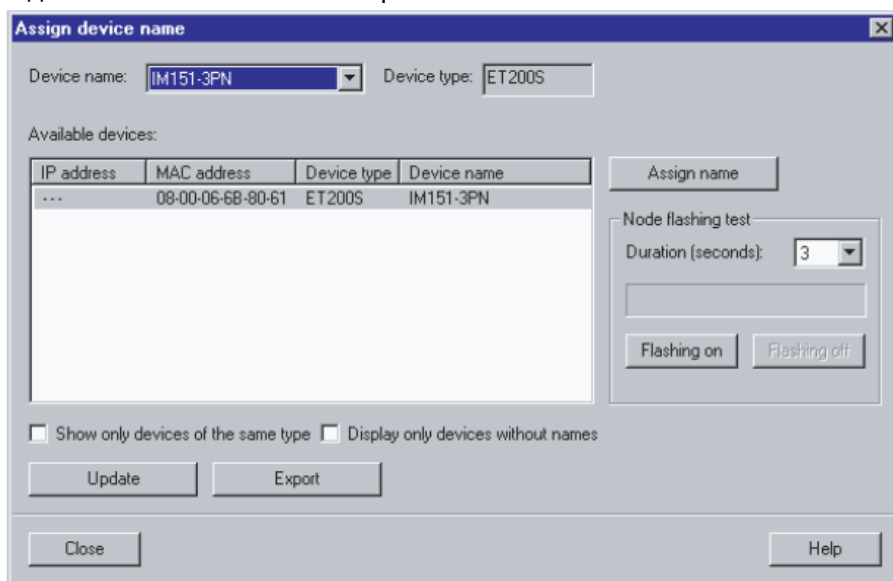 Assign device name
Device name: IM151-3PN Device type: ET200S
Available devices:
IP address MAC address Device type Device name
--- 08-00-06-6B-80-61 ET200S IM151-3PN
Assign name
Node flashing test
Duration (seconds): 3
Flashing on Flashing off
Show only devices of the same type Display only devices without names
Update Export
Close Help